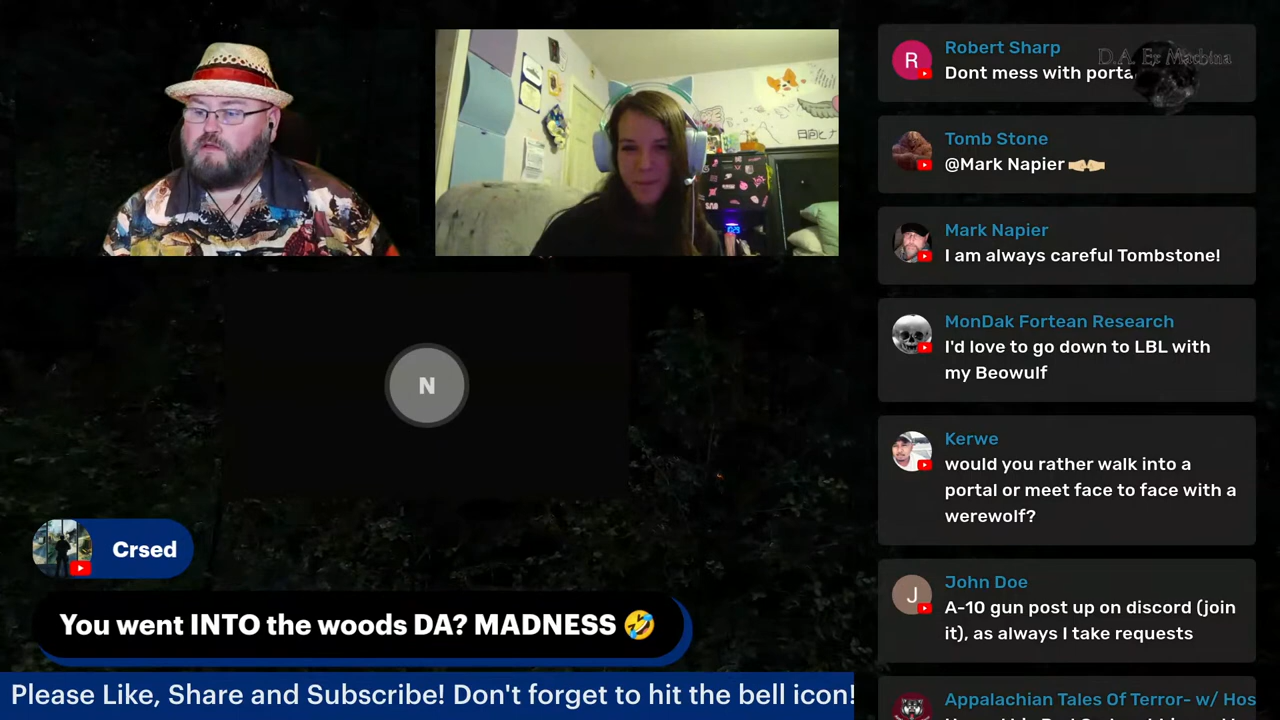 Robert Sharp
Dont mess with porta
D.A. Ex Machina
Tomb Stone
@Mark Napier 🤜🤛
Mark Napier
I am always careful Tombstone!
MonDak Fortean Research
I'd love to go down to LBL with
my Beowulf
Kerwe
would you rather walk into a
portal or meet face to face with a
werewolf?
John Doe
A-10 gun post up on discord (join
it), as always I take requests
Appalachian Tales Of Terror- w/ Hos
R
J
N
Crsed
You went INTO the woods DA? MADNESS 🤣
Please Like, Share and Subscribe! Don't forget to hit the bell icon!